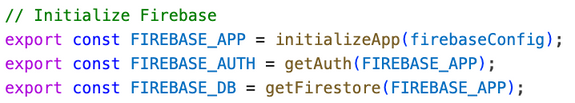 // Initialize Firebase
export const FIREBASE_APP = initializeApp(firebaseConfig);
export const FIREBASE_AUTH = getAuth(FIREBASE_APP);
export const FIREBASE_DB = getFirestore(FIREBASE_APP);